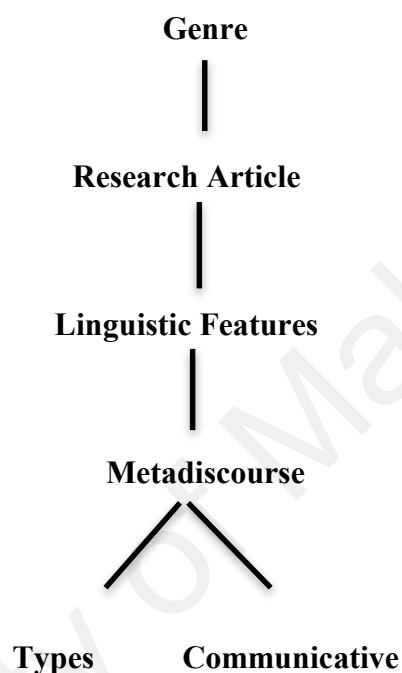 Genre
Research Article
Linguistic Features
Metadiscourse
Types Communicative